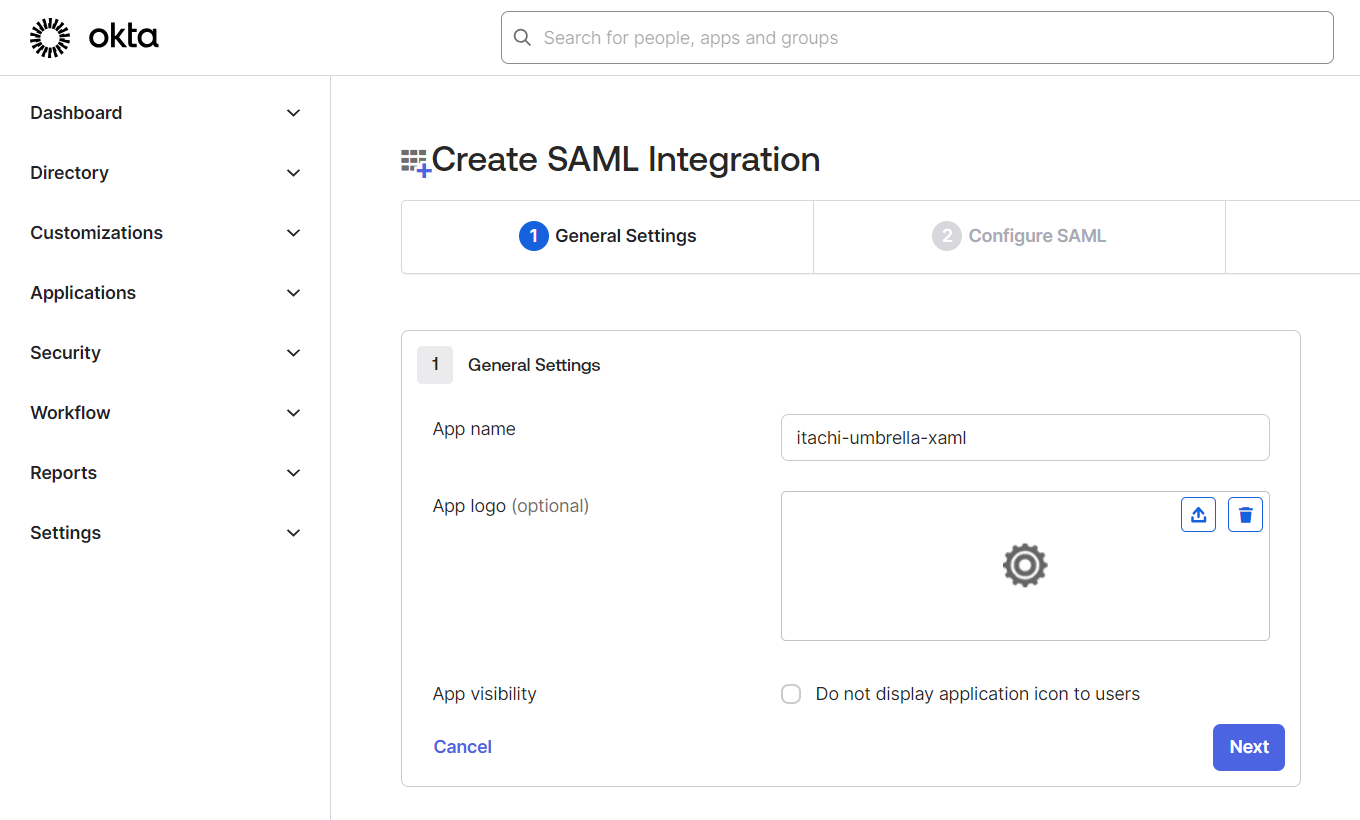 okta
Search for people, apps and groups
Dashboard
Directory
Customizations
Applications
Security
Workflow
Reports
Settings
Create SAML Integration
1 General Settings
2 Configure SAML
1 General Settings
App name
itachi-umbrella-xaml
App logo (optional)
App visibility
Do not display application icon to users
Cancel
Next